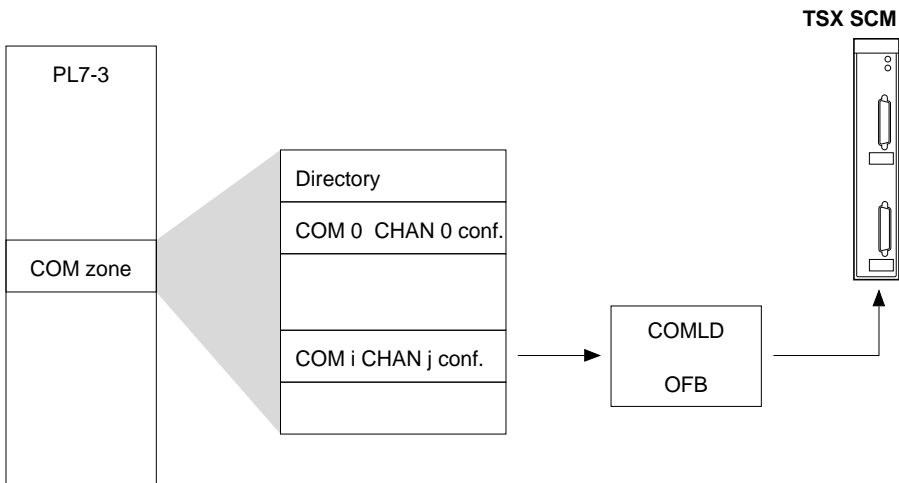 TSX SCM
PL7-3
COM zone
Directory
COM 0 CHAN 0 conf.
COM i CHAN j conf.
COMLD
OFB